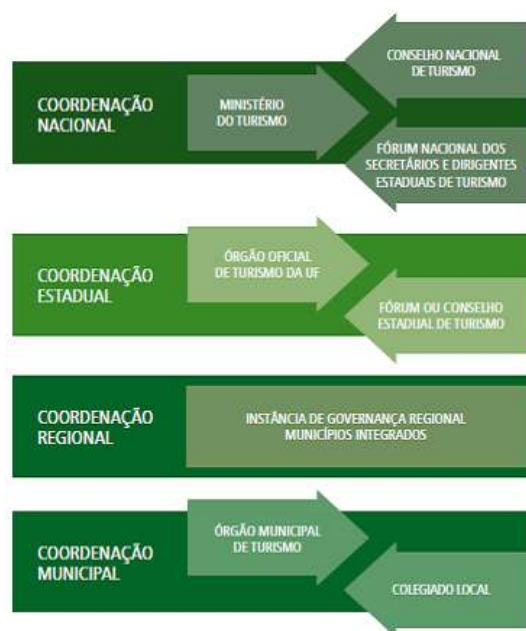 COORDENAÇÃO
NACIONAL
MINISTÉRIO
DO TURISMO
CONSELHO NACIONAL
DE TURISMO
FÓRUM NACIONAL DOS
SECRETÁRIOS E DIRIGENTES
ESTADUAIS DE TURISMO
COORDENAÇÃO
ESTADUAL
ÓRGÃO OFICIAL
DE TURISMO DA UF
FÓRUM OU CONSELHO
ESTADUAL DE TURISMO
COORDENAÇÃO
REGIONAL
INSTÂNCIA DE GOVERNANÇA REGIONAL
MUNICÍPIOS INTEGRADOS
COORDENAÇÃO
MUNICIPAL
ÓRGÃO MUNICIPAL
DE TURISMO
COLEGIADO LOCAL